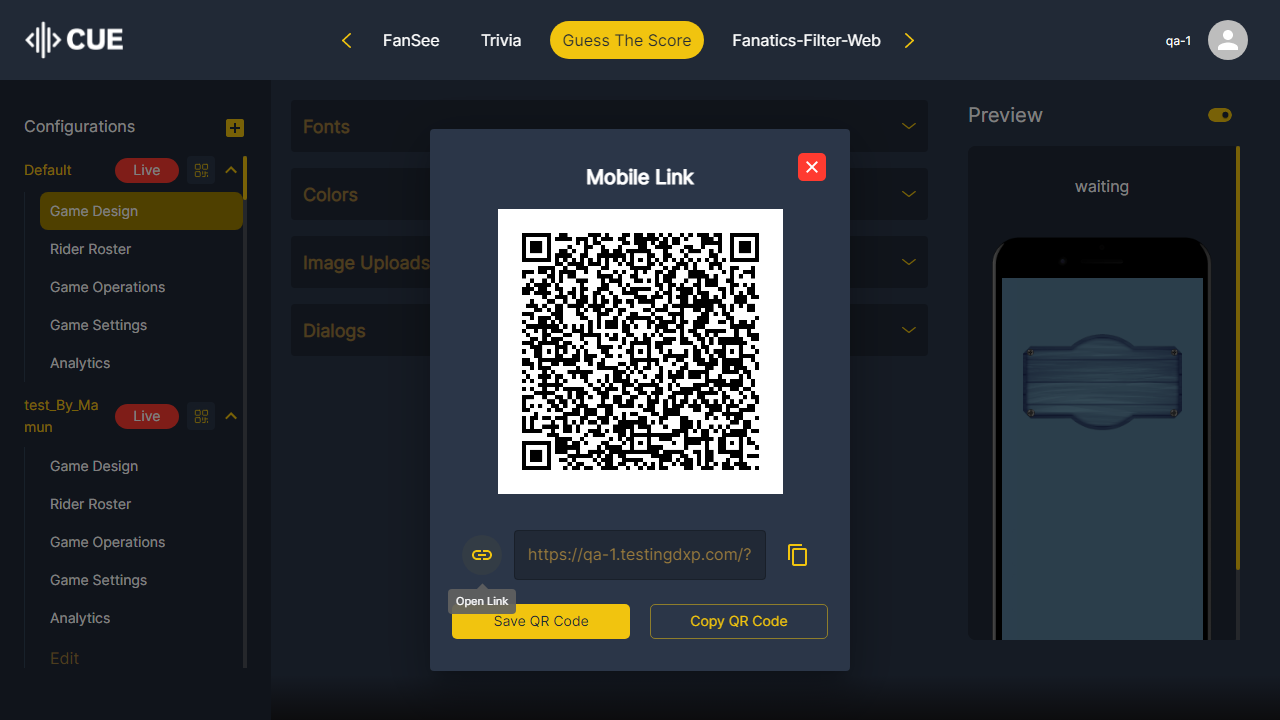 CUE
FanSee
Trivia
Guess The Score
Fanatics-Filter-Web
qa-1
Configurations
Default
Live
Game Design
Rider Roster
Game Operations
Game Settings
Analytics
test_By_Ma
mun
Live
Game Design
Rider Roster
Game Operations
Game Settings
Analytics
Edit
Fonts
Colors
Image Uploads
Dialogs
Mobile Link
https://qa-1.testingdxp.com/?
Open Link
Save QR Code
Copy QR Code
Preview
waiting